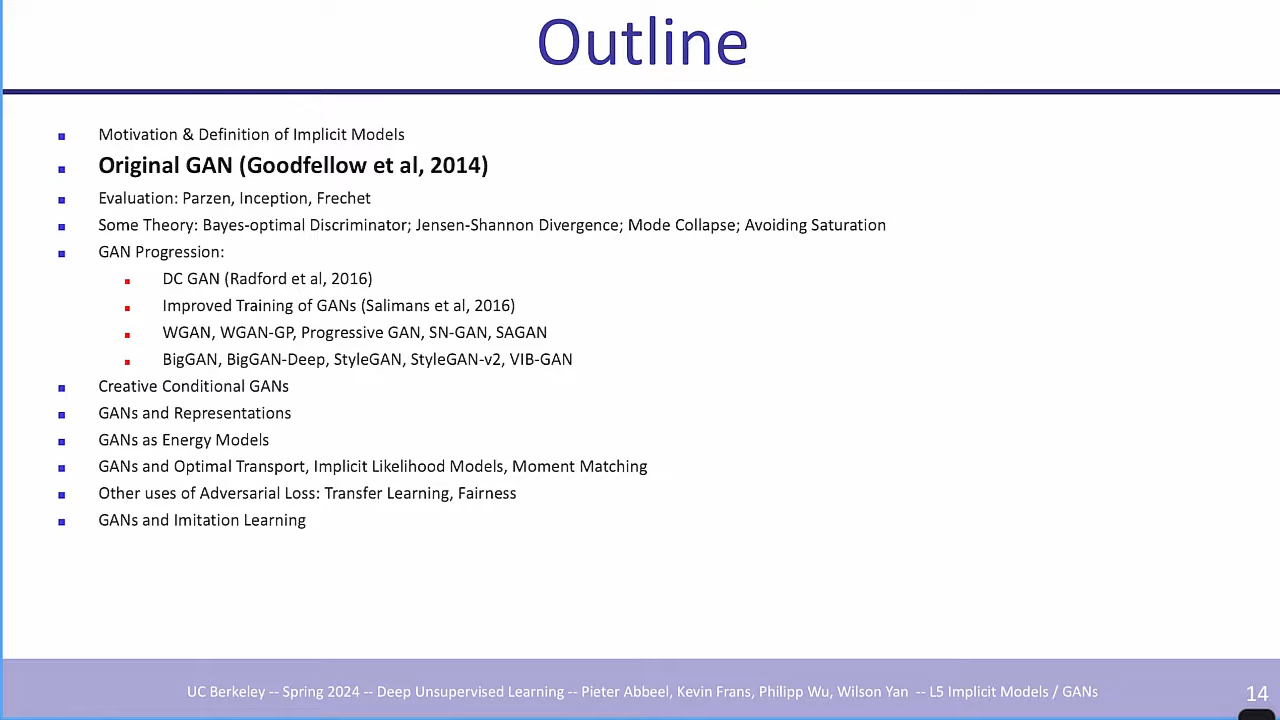 Outline
Motivation & Definition of Implicit Models
Original GAN (Goodfellow et al, 2014)
Evaluation: Parzen, Inception, Frechet
Some Theory: Bayes-optimal Discriminator; Jensen-Shannon Divergence; Mode Collapse; Avoiding Saturation
GAN Progression:
DC GAN (Radford et al, 2016)
Improved Training of GANs (Salimans et al, 2016)
WGAN, WGAN-GP, Progressive GAN, SN-GAN, SAGAN
BigGAN, BigGAN-Deep, StyleGAN, StyleGAN-v2, VIB-GAN
Creative Conditional GANs
GANs and Representations
GANs as Energy Models
GANs and Optimal Transport, Implicit Likelihood Models, Moment Matching
Other uses of Adversarial Loss: Transfer Learning, Fairness
GANs and Imitation Learning
UC Berkeley -- Spring 2024 -- Deep Unsupervised Learning -- Pieter Abbeel, Kevin Frans, Philipp Wu, Wilson Yan -- L5 Implicit Models / GANs
14